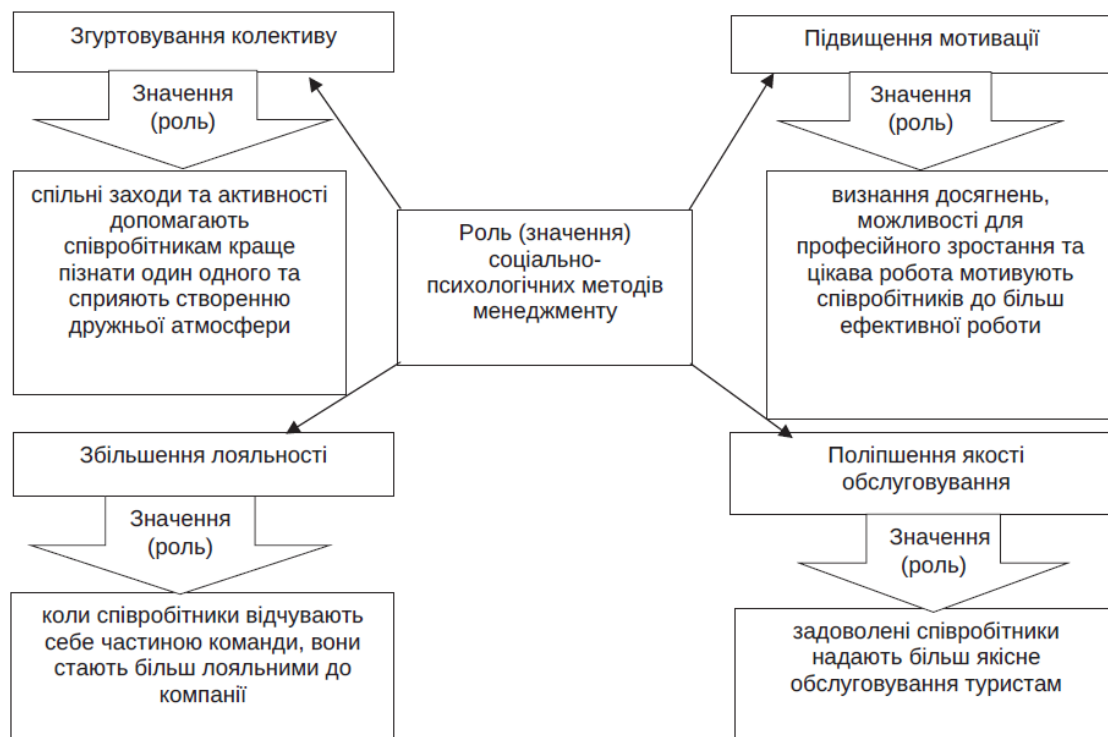 Згуртовування колективу
Значення
(роль)
спільні заходи та активності
допомагають
співробітникам краще
пізнати один одного та
сприяють створенню
дружньої атмосфери
Підвищення мотивації
Значення
(роль)
визнання досягнень,
можливості для
професійного зростання та
цікава робота мотивують
співробітників до більш
ефективної роботи
Роль (значення)
соціально-
психологічних методів
менеджменту
Збільшення лояльності
Значення
(роль)
коли співробітники відчувають
себе частиною команди, вони
стають більш лояльними до
компанії
Поліпшення якості
обслуговування
Значення
(роль)
задоволені співробітники
надають більш якісне
обслуговування туристам